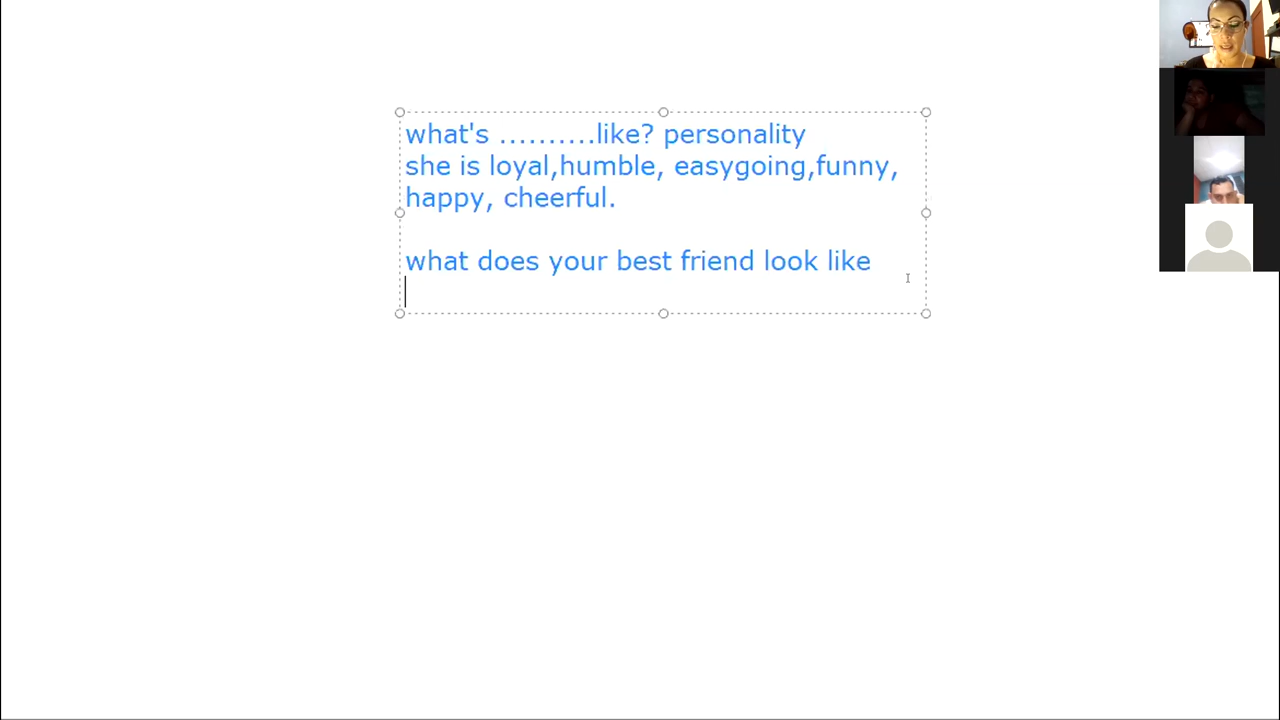 what's ..........like? personality
she is loyal,humble, easygoing,funny,
happy, cheerful.
what does your best friend look like